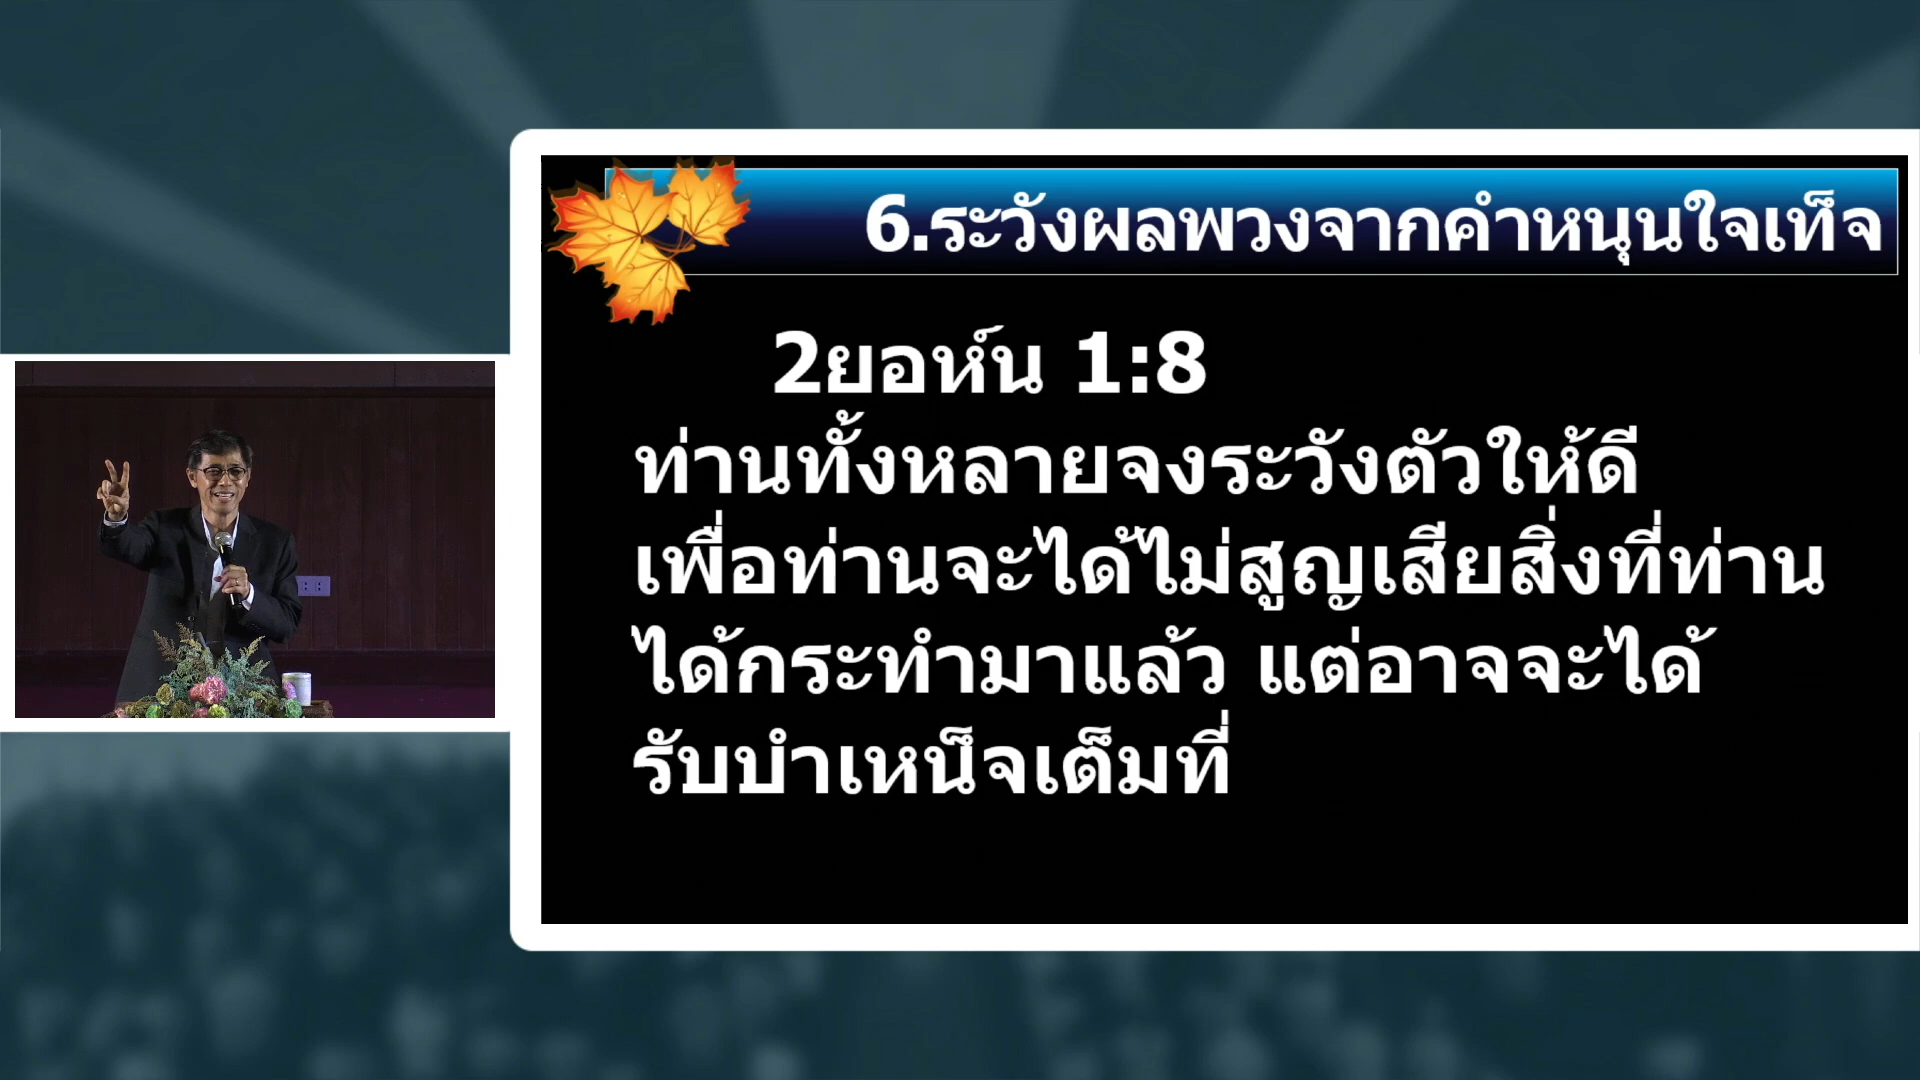 6.ระวังผลพวงจากคำหนุนใจเท็จ
2ยอห์น 1:8
ท่านทั้งหลายจงระวังตัวให้ดี
เพื่อท่านจะได้ไม่สูญเสียสิ่งที่ท่าน
ได้กระทำมาแล้ว แต่อาจจะได้
รับบำเหน็จเต็มที่